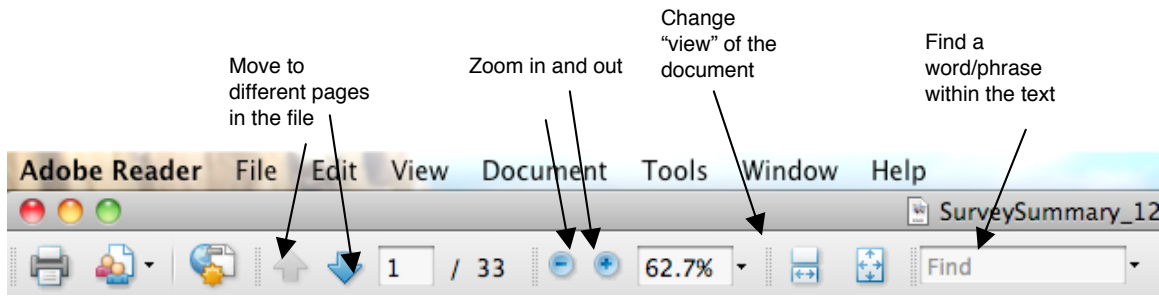 Change
“view” of the
document
Find a
word/phrase
within the text
Move to
different pages
in the file
Zoom in and out
Adobe Reader File Edit View Document Tools Window Help
SurveySummary_12
1 / 33 62.7% Find